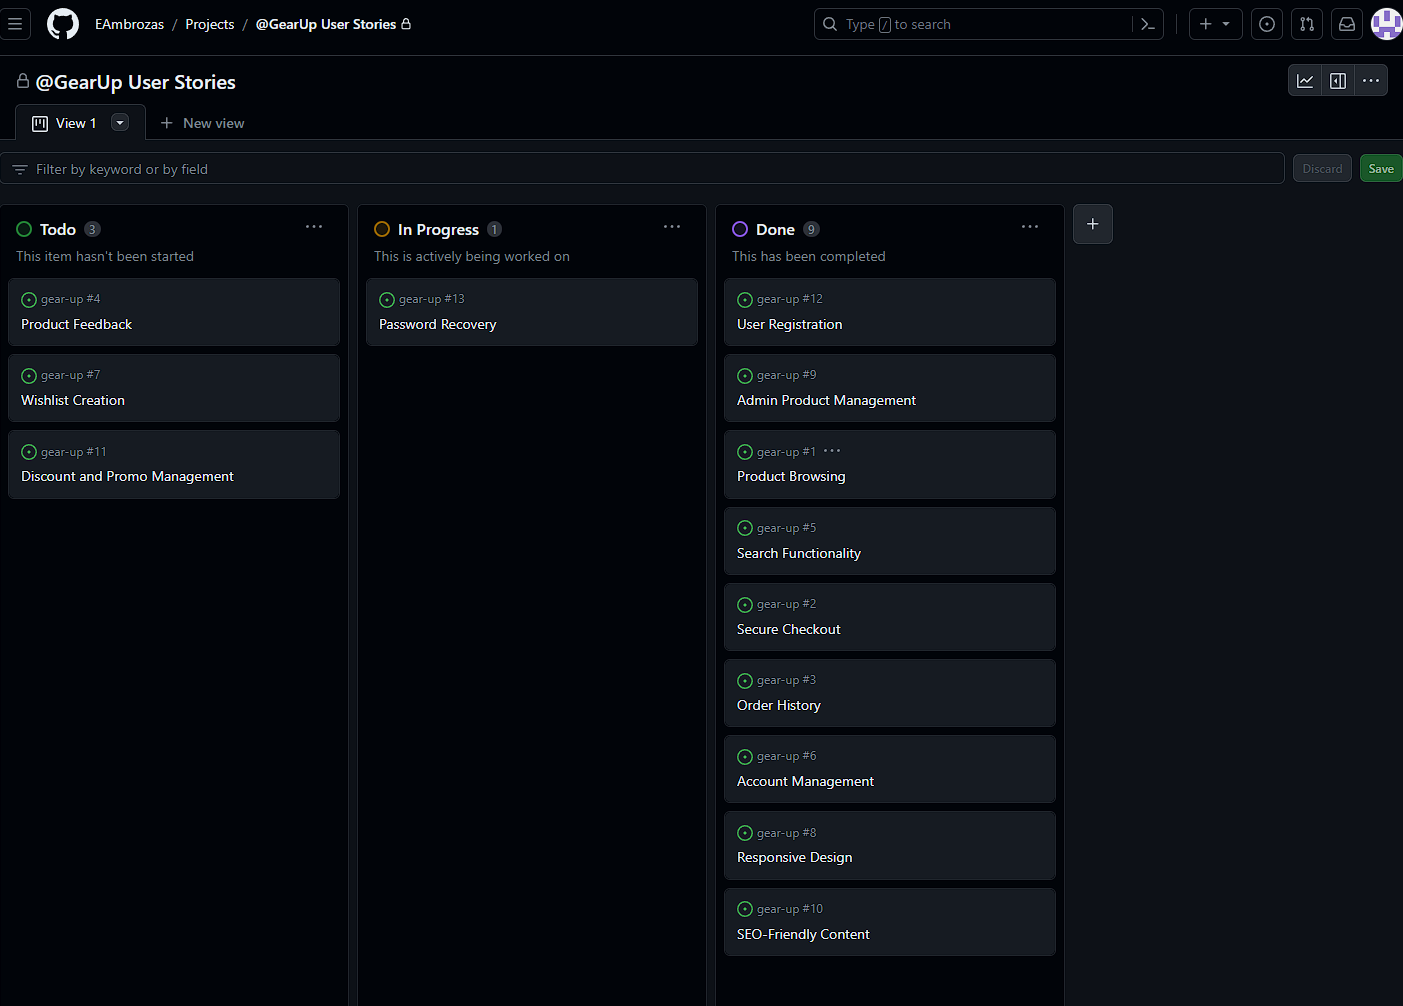 EAmbrozas / Projects / @GearUp User Stories
Type / to search
@GearUp User Stories
View 1
New view
Filter by keyword or by field
Discard
Save
Todo 3
This item hasn't been started
gear-up #4
Product Feedback
gear-up #7
Wishlist Creation
gear-up #11
Discount and Promo Management
In Progress 1
This is actively being worked on
gear-up #13
Password Recovery
Done 9
This has been completed
gear-up #12
User Registration
gear-up #9
Admin Product Management
gear-up #1
Product Browsing
gear-up #5
Search Functionality
gear-up #2
Secure Checkout
gear-up #3
Order History
gear-up #6
Account Management
gear-up #8
Responsive Design
gear-up #10
SEO-Friendly Content